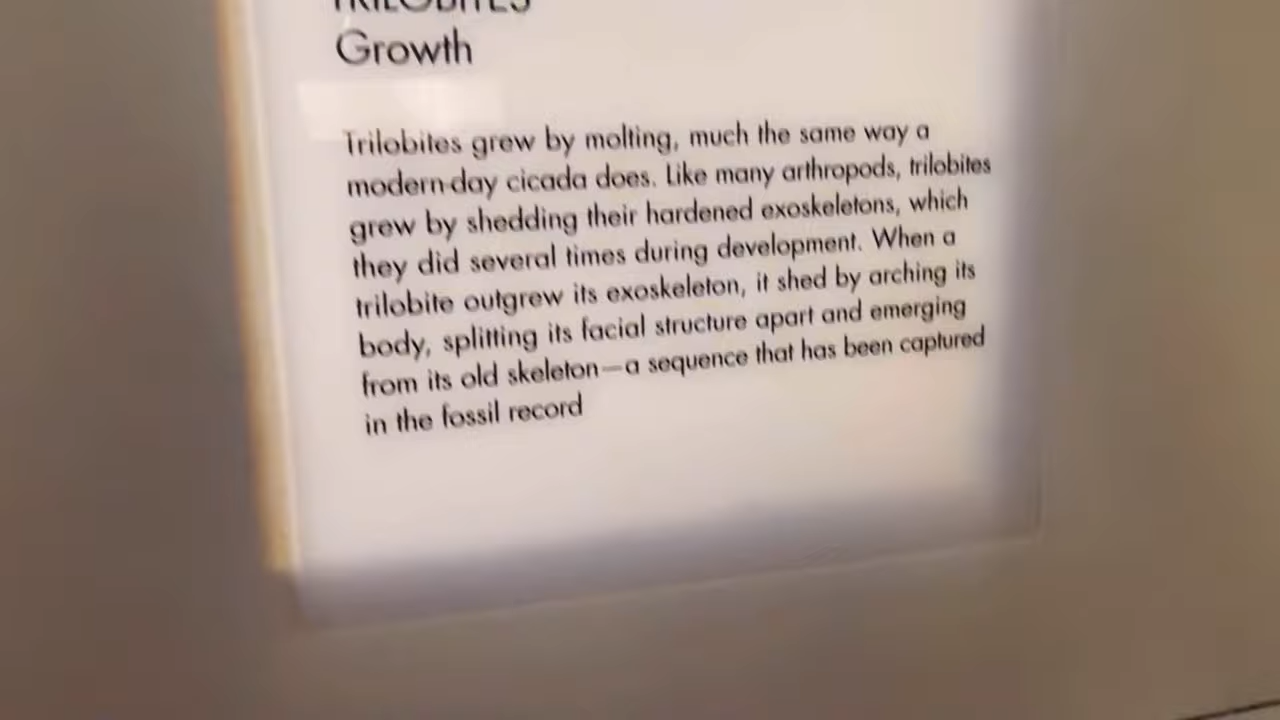 TRILOBITES
Growth
Trilobites grew by molting, much the same way a
modern-day cicada does. Like many arthropods, trilobites
grew by shedding their hardened exoskeletons, which
they did several times during development. When a
trilobite outgrew its exoskeleton, it shed by arching its
body, splitting its facial structure apart and emerging
from its old skeleton—a sequence that has been captured
in the fossil record